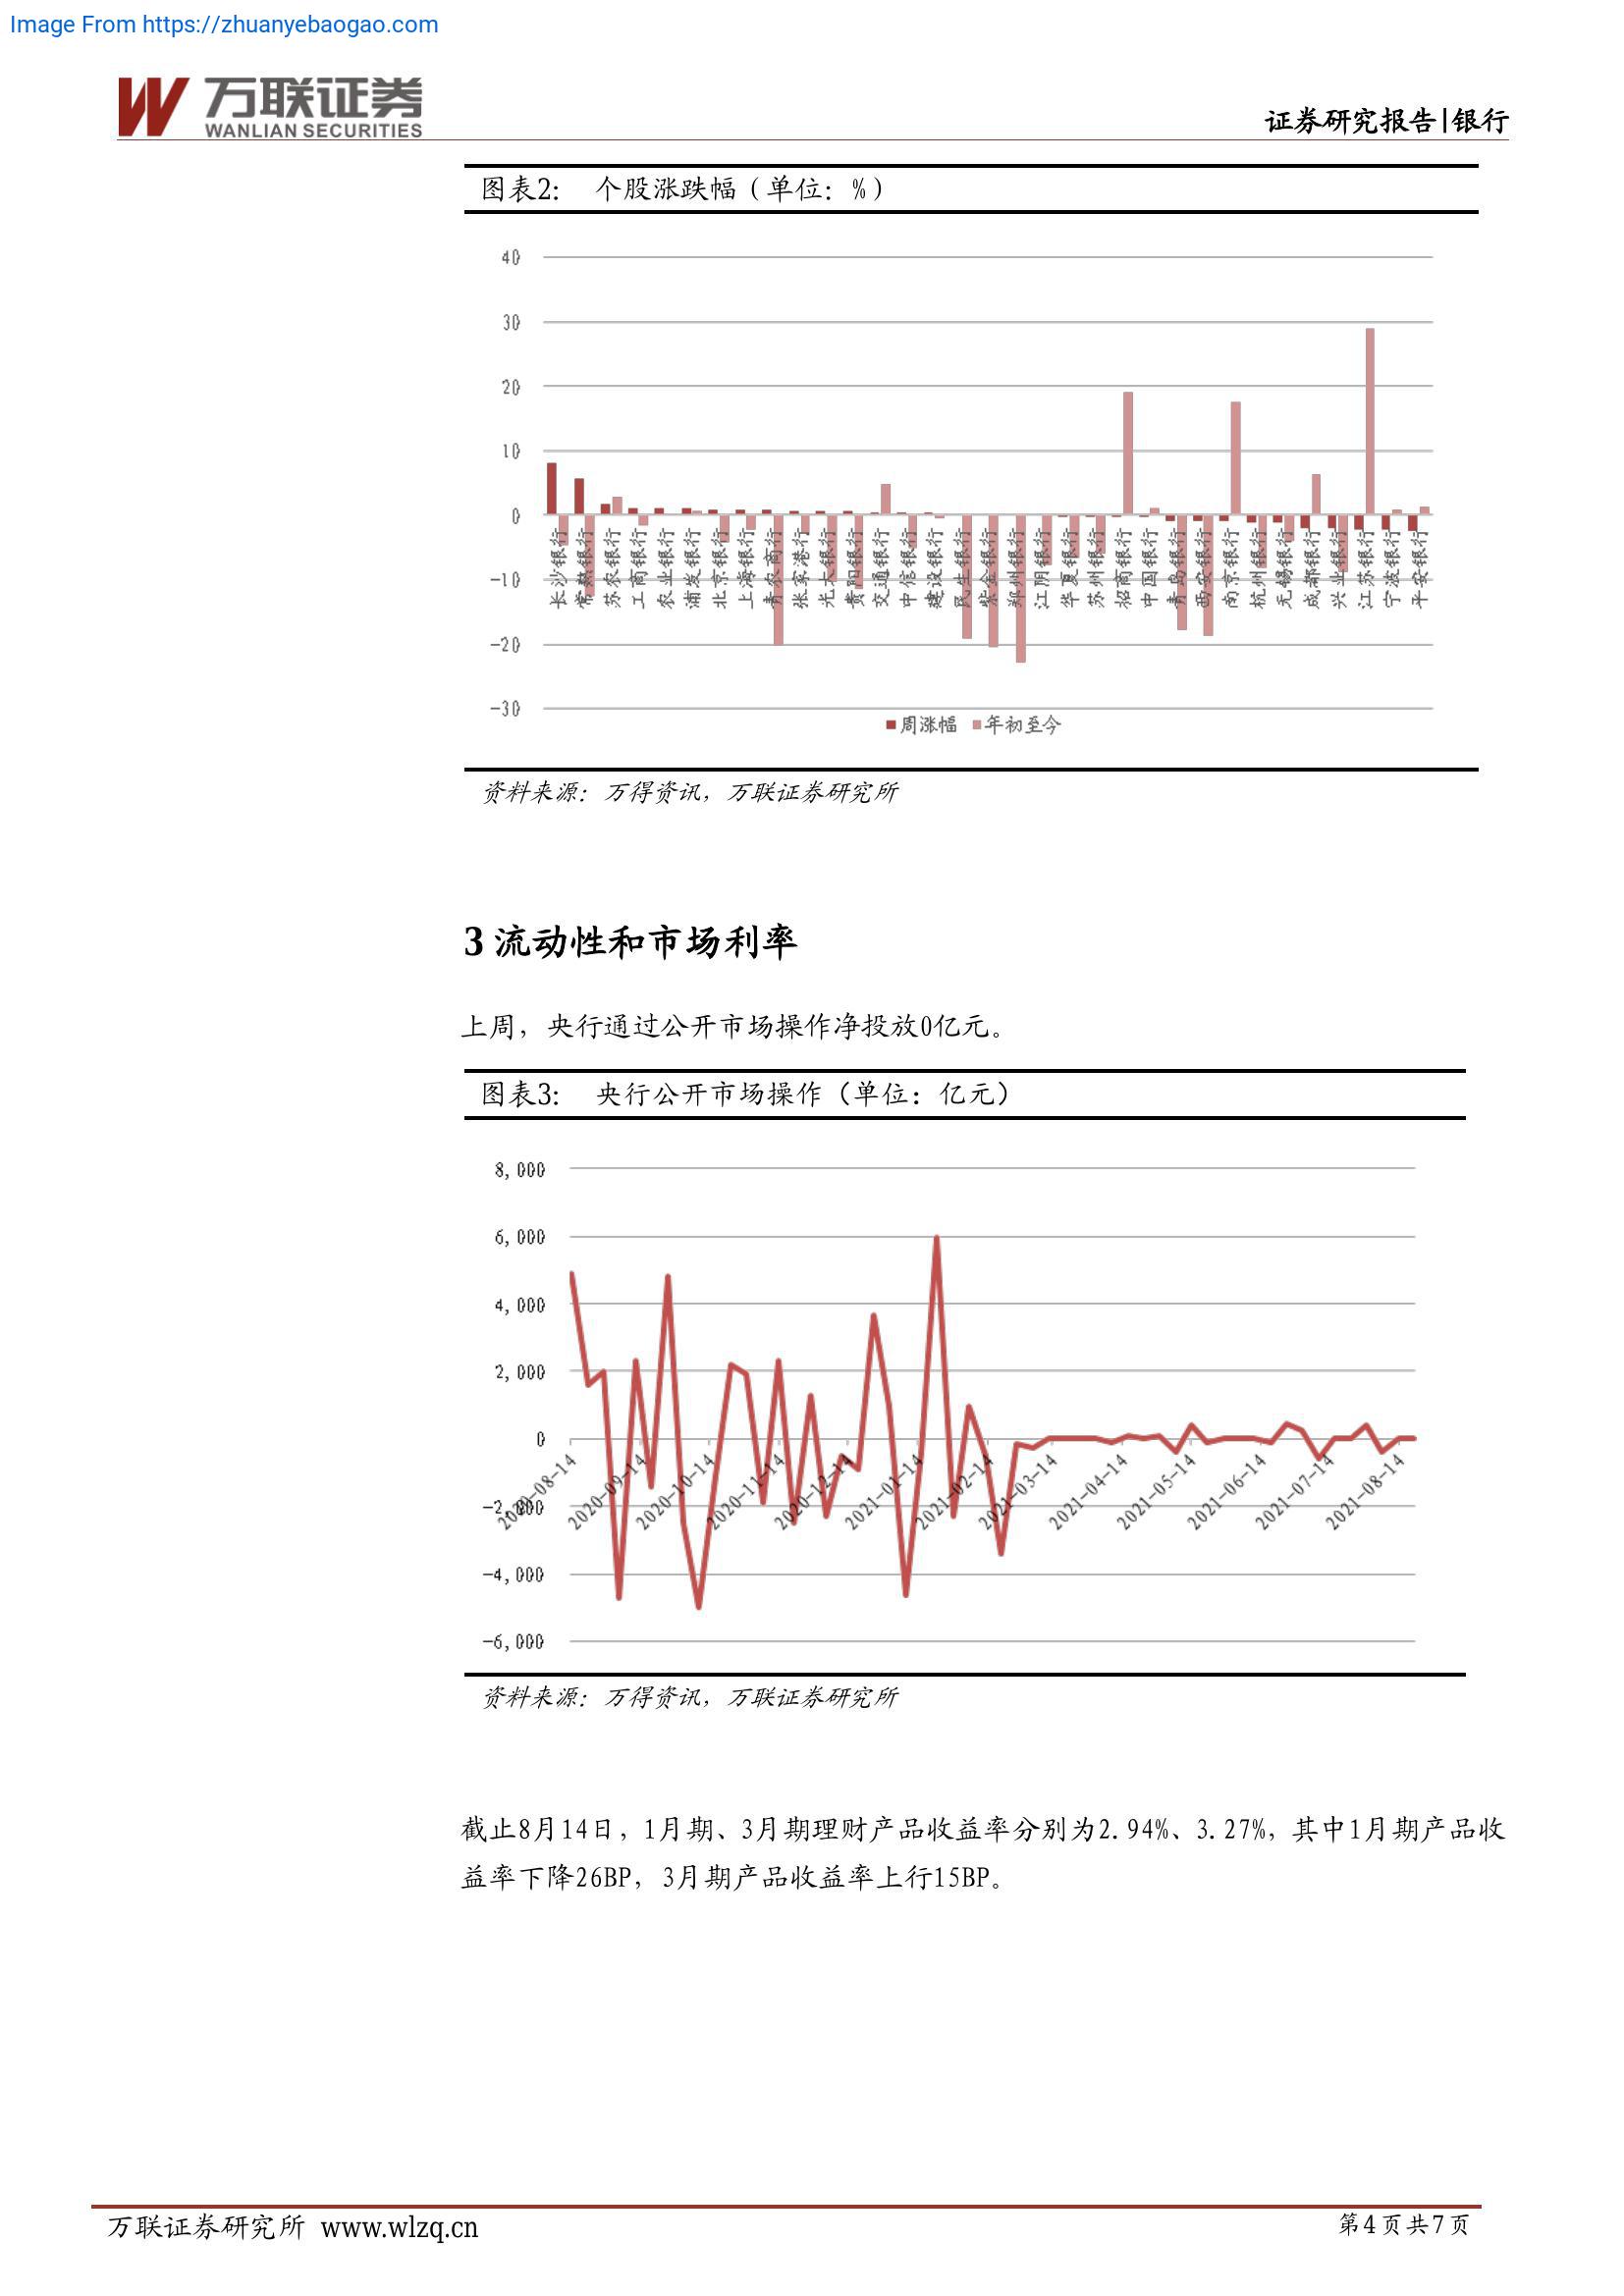 Image From https://zhuanyebaogao.com
万联证券
WANLIAN SECURITIES
证券研究报告|银行
图表2： 个股涨跌幅（单位：%）
40
30
20
10
0
-10
-20
-30
长沙银行
常熟银行
苏农银行
工商银行
农业银行
浦发银行
北京银行
上海银行
青农商行
张家港行
光大银行
贵阳银行
交通银行
中信银行
建设银行
民生银行
紫金银行
郑州银行
江阴银行
华夏银行
苏州银行
招商银行
中国银行
青岛银行
西安银行
南京银行
杭州银行
无锡银行
成都银行
兴业银行
江苏银行
宁波银行
平安银行
周涨幅 年初至今
资料来源：万得资讯，万联证券研究所
3 流动性和市场利率
上周，央行通过公开市场操作净投放0亿元。
图表3： 央行公开市场操作（单位：亿元）
8,000
6,000
4,000
2,000
0
-2,000
-4,000
-6,000
2020-08-14
2020-09-14
2020-10-14
2020-11-14
2020-12-14
2021-01-14
2021-02-14
2021-03-14
2021-04-14
2021-05-14
2021-06-14
2021-07-14
2021-08-14
资料来源：万得资讯，万联证券研究所
截止8月14日，1月期、3月期理财产品收益率分别为2.94%、3.27%，其中1月期产品收
益率下降26BP，3月期产品收益率上行15BP。
万联证券研究所 www.wlzq.cn
第4页共7页